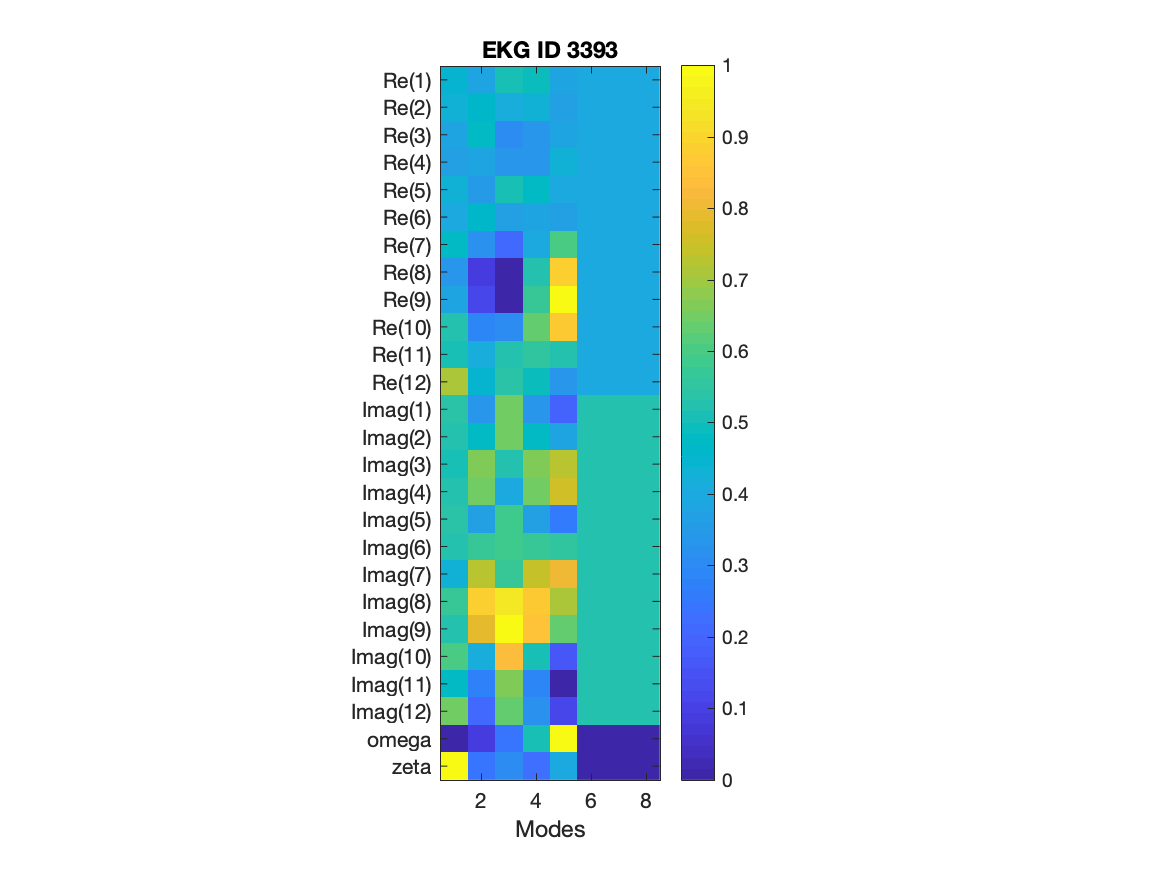 EKG ID 3393
Re(1)
Re(2)
Re(3)
Re(4)
Re(5)
Re(6)
Re(7)
Re(8)
Re(9)
Re(10)
Re(11)
Re(12)
Imag(1)
Imag(2)
Imag(3)
Imag(4)
Imag(5)
Imag(6)
Imag(7)
Imag(8)
Imag(9)
Imag(10)
Imag(11)
Imag(12)
omega
zeta
2 4 6 8
Modes
1
0.9
0.8
0.7
0.6
0.5
0.4
0.3
0.2
0.1
0